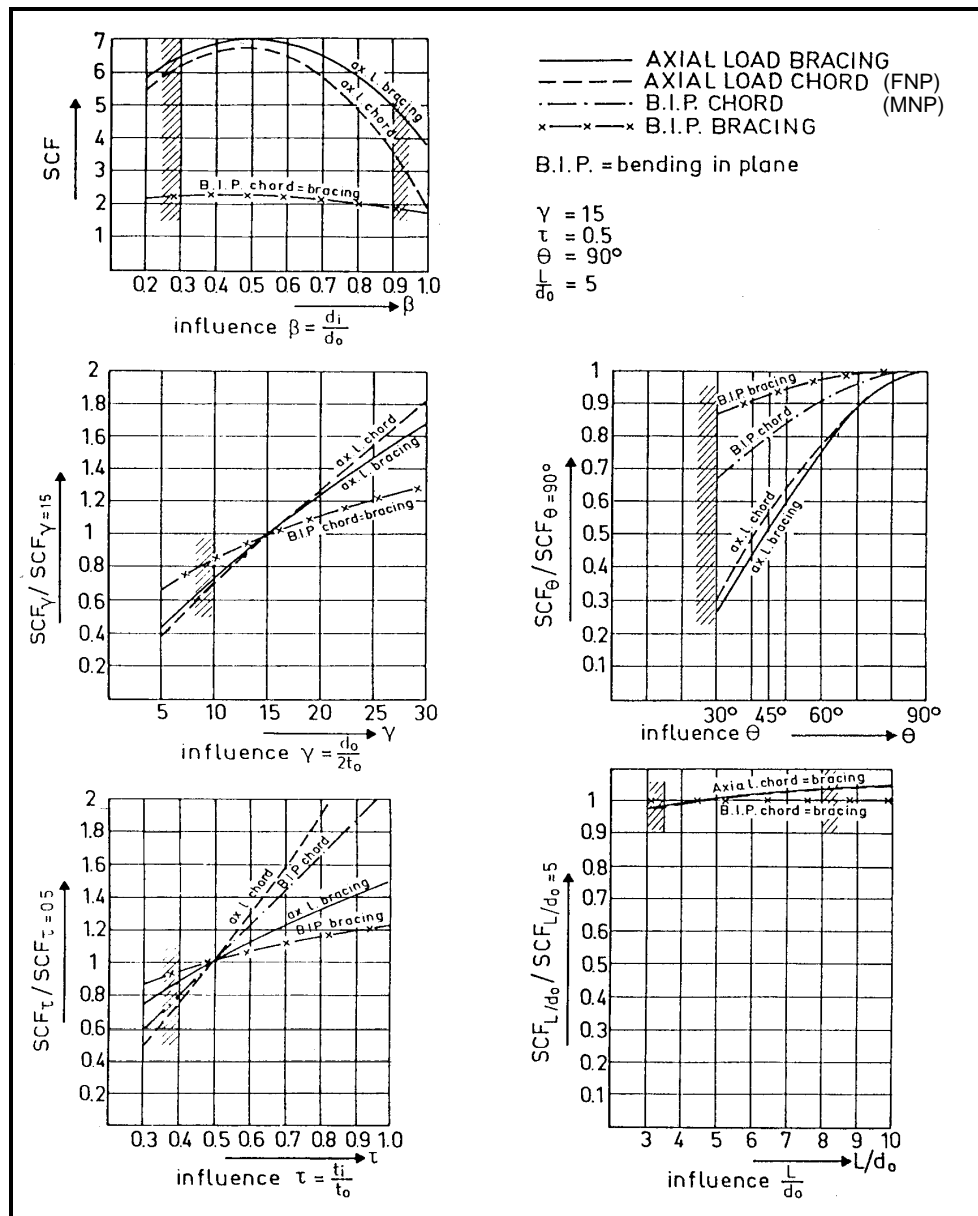 7
6
5
4
3
2
1
SCF
ax.l. bracing
ax.l. chord
B.I.P. chord=bracing
0.2 0.3 0.4 0.5 0.6 0.7 0.8 0.9 1.0
β
influence β = di/do
AXIAL LOAD BRACING
AXIAL LOAD CHORD (FNP)
B.I.P. CHORD (MNP)
B.I.P. BRACING
B.I.P. = bending in plane
γ = 15
τ = 0.5
θ = 90°
L/do = 5
2
1.8
1.6
1.4
1.2
1
0.8
0.6
0.4
0.2
SCFγ / SCFγ=15
ax.l. chord
ax.l. bracing
B.I.P. chord=bracing
5 10 15 20 25 30
γ
influence γ = do/2to
1
0.9
0.8
0.7
0.6
0.5
0.4
0.3
0.2
0.1
SCFθ / SCFθ=90°
B.I.P. bracing
B.I.P. chord
ax.l. chord
ax.l. bracing
30° 45° 60° 90°
influence θ
θ
2
1.8
1.6
1.4
1.2
1
0.8
0.6
0.4
SCFτ / SCFτ=0.5
ax.l. chord
B.I.P. chord
ax.l. bracing
B.I.P. bracing
0.3 0.4 0.5 0.6 0.7 0.8 0.9 1.0
τ
influence τ = ti/to
1
0.9
0.8
0.7
0.6
0.5
0.4
0.3
0.2
0.1
SCFL/do / SCFL/do=5
Axial.chord=bracing
B.I.P.chord=bracing
3 4 5 6 7 8 9 10
L/do
influence L/do